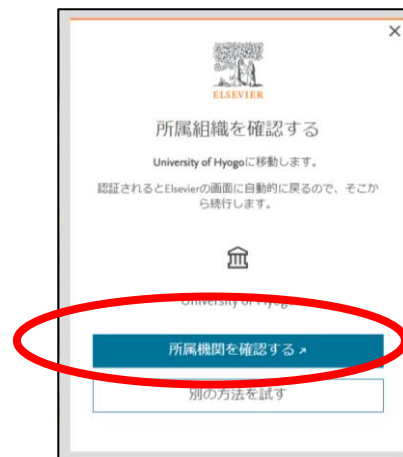 ×
ELSEVIER
所属組織を確認する
University of Hyogoに移動します。
認証されるとElsevierの画面に自動的に戻るので、そこか
ら続行します。
University of Hyogo
所属機関を確認する↗
別の方法を試す